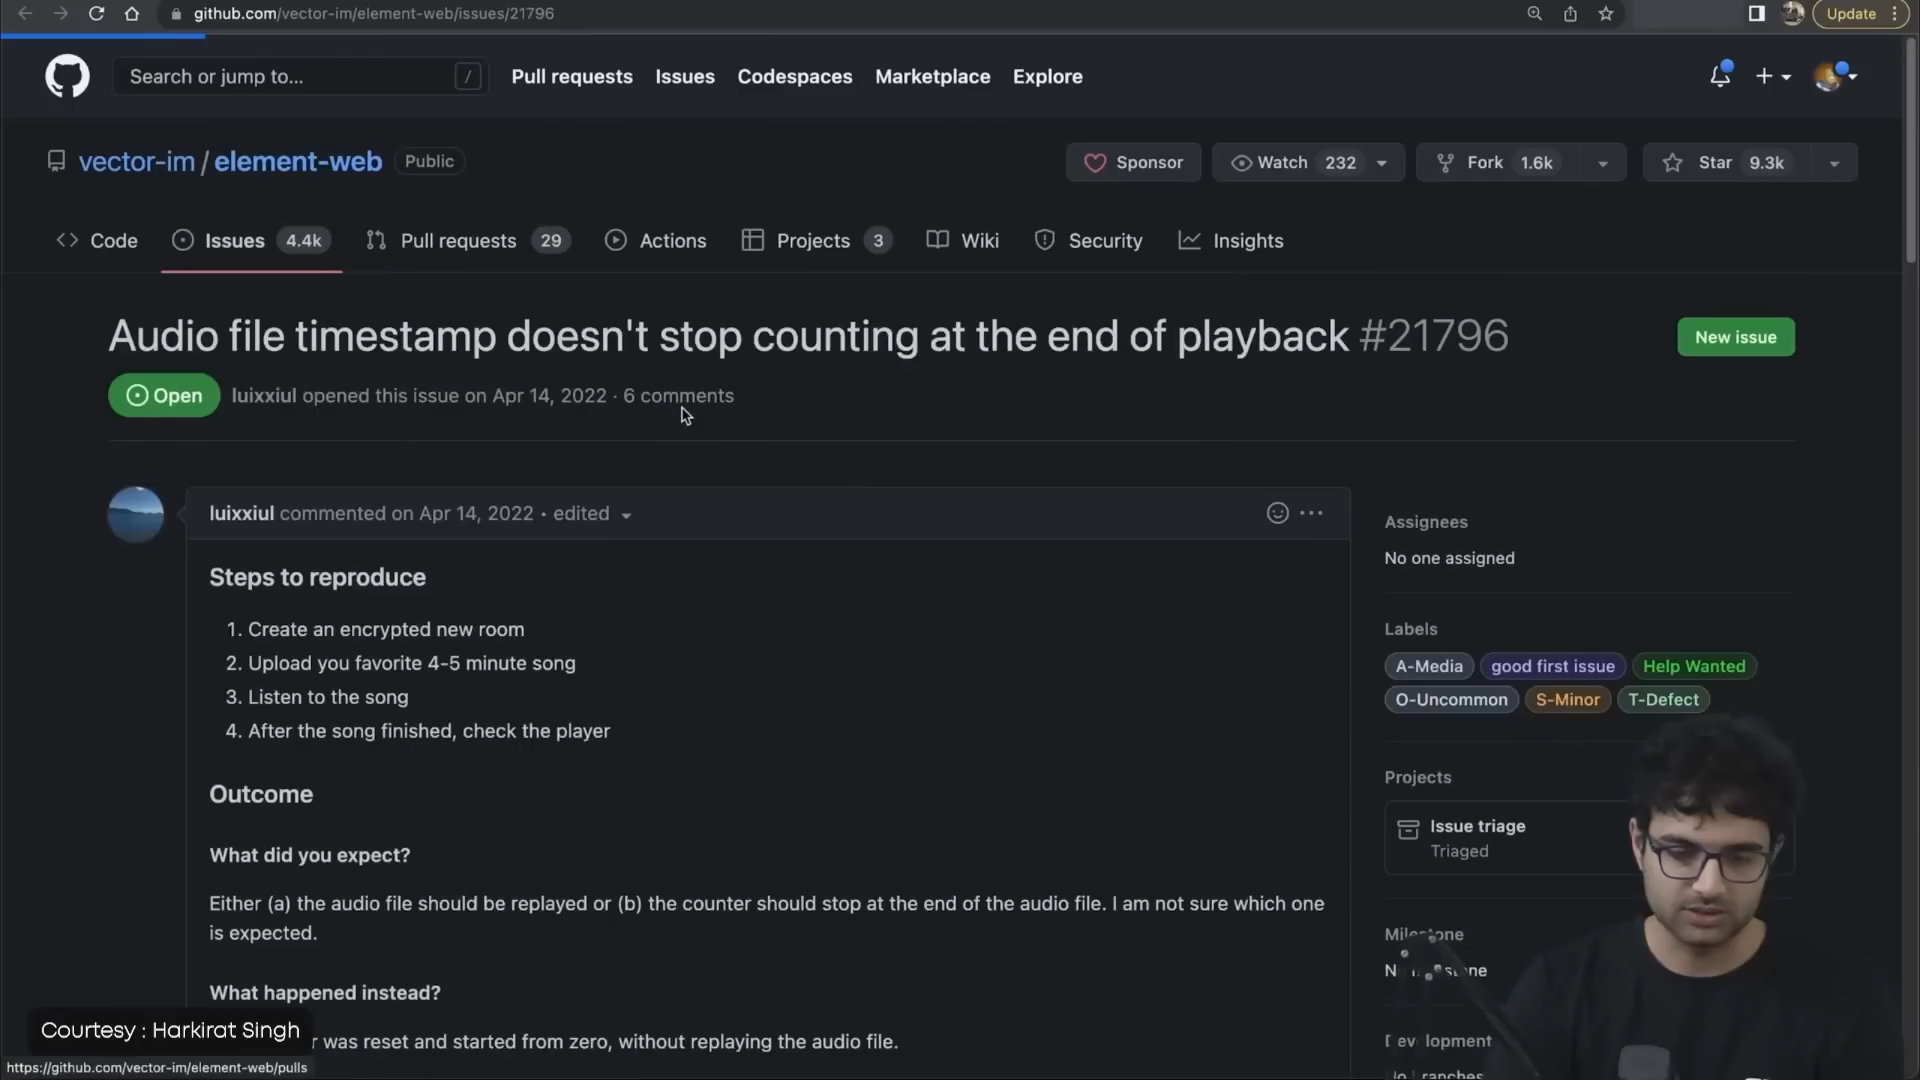 github.com/vector-im/element-web/issues/21796
Update
Search or jump to...
/
Pull requests
Issues
Codespaces
Marketplace
Explore
vector-im / element-web
Public
Sponsor
Watch 232
Fork 1.6k
Star 9.3k
Code
Issues 4.4k
Pull requests 29
Actions
Projects 3
Wiki
Security
Insights
Audio file timestamp doesn't stop counting at the end of playback #21796
New issue
Open
luixxiul opened this issue on Apr 14, 2022 · 6 comments
luixxiul commented on Apr 14, 2022 • edited
Steps to reproduce
1. Create an encrypted new room
2. Upload you favorite 4-5 minute song
3. Listen to the song
4. After the song finished, check the player
Outcome
What did you expect?
Either (a) the audio file should be replayed or (b) the counter should stop at the end of the audio file. I am not sure which one
is expected.
What happened instead?
was reset and started from zero, without replaying the audio file.
Assignees
No one assigned
Labels
A-Media
good first issue
Help Wanted
O-Uncommon
S-Minor
T-Defect
Projects
Issue triage
Triaged
Milestone
Development
Courtesy : Harkirat Singh
https://github.com/vector-im/element-web/pulls